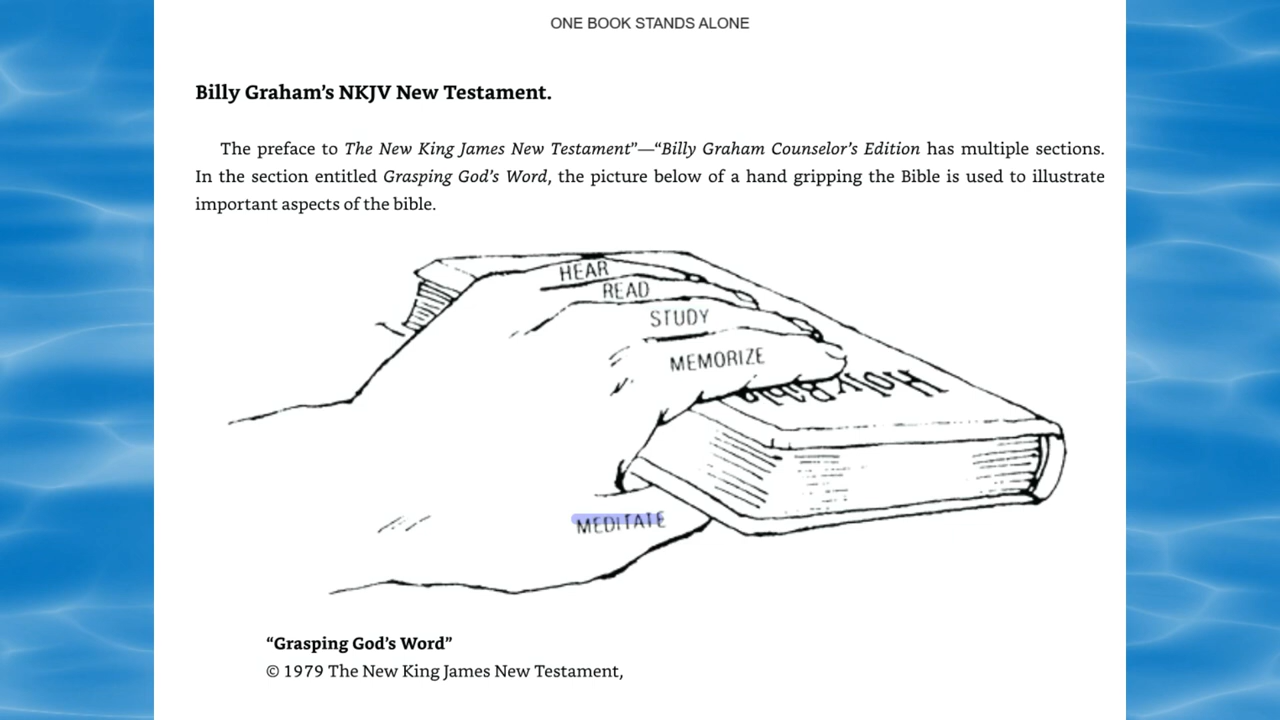 ONE BOOK STANDS ALONE
Billy Graham’s NKJV New Testament.
The preface to The New King James New Testament”—“Billy Graham Counselor’s Edition has multiple sections.
In the section entitled Grasping God’s Word, the picture below of a hand gripping the Bible is used to illustrate
important aspects of the bible.
HEAR
READ
STUDY
MEMORIZE
Holy Bible
MEDITATE
“Grasping God’s Word”
© 1979 The New King James New Testament,